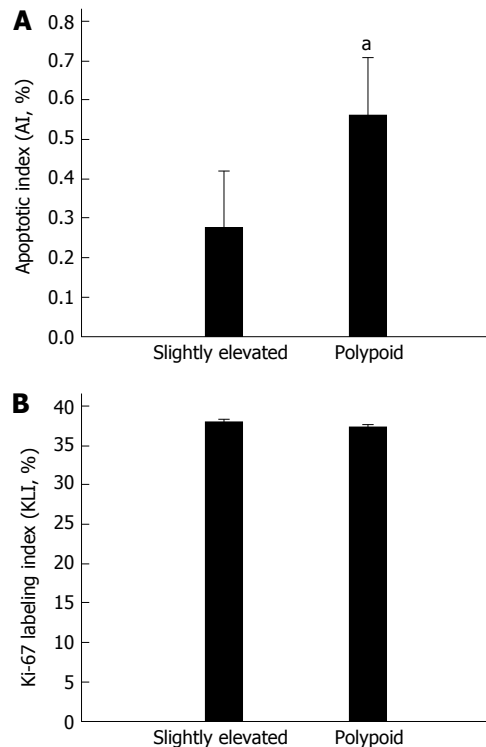 A
Apoptotic index (AI, %)
0.8
0.7
0.6
0.5
0.4
0.3
0.2
0.1
0.0
a
Slightly elevated Polypoid
B
Ki-67 labeling index (KLI, %)
40
35
30
25
20
15
10
5
0
Slightly elevated Polypoid